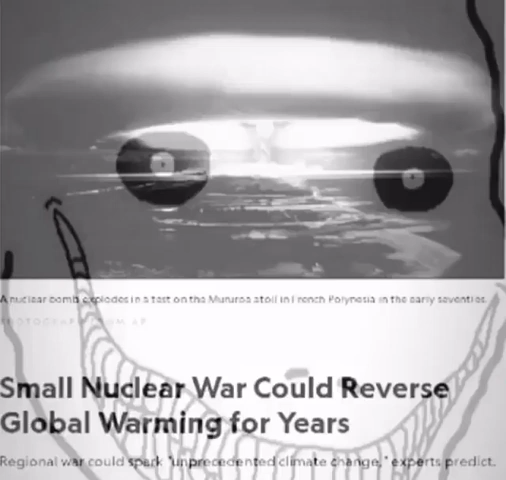 A nuclear bomb explodes in a test on the Mururoa atoll in French Polynesia in the early seventies.
Small Nuclear War Could Reverse
Global Warming for Years
Regional war could spark "unprecedented climate change," experts predict.